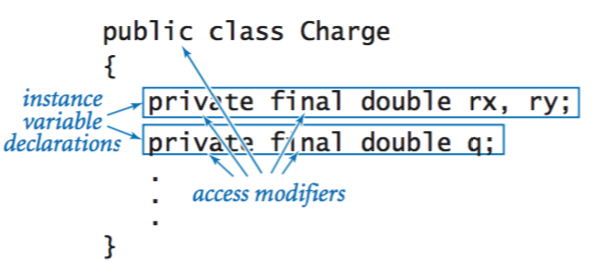 public class Charge
{
instance
variable
declarations
private final double rx, ry;
private final double q;
.
.
.
access modifiers
}